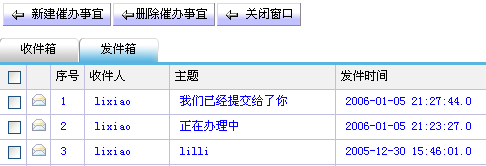 新建催办事宜 删除催办事宜 关闭窗口
收件箱 发件箱
序号 收件人 主题 发件时间
1 lixiao 我们已经提交给了你 2006-01-05 21:27:44.0
2 lixiao 正在办理中 2006-01-05 21:23:27.0
3 lixiao lilli 2005-12-30 15:46:01.0